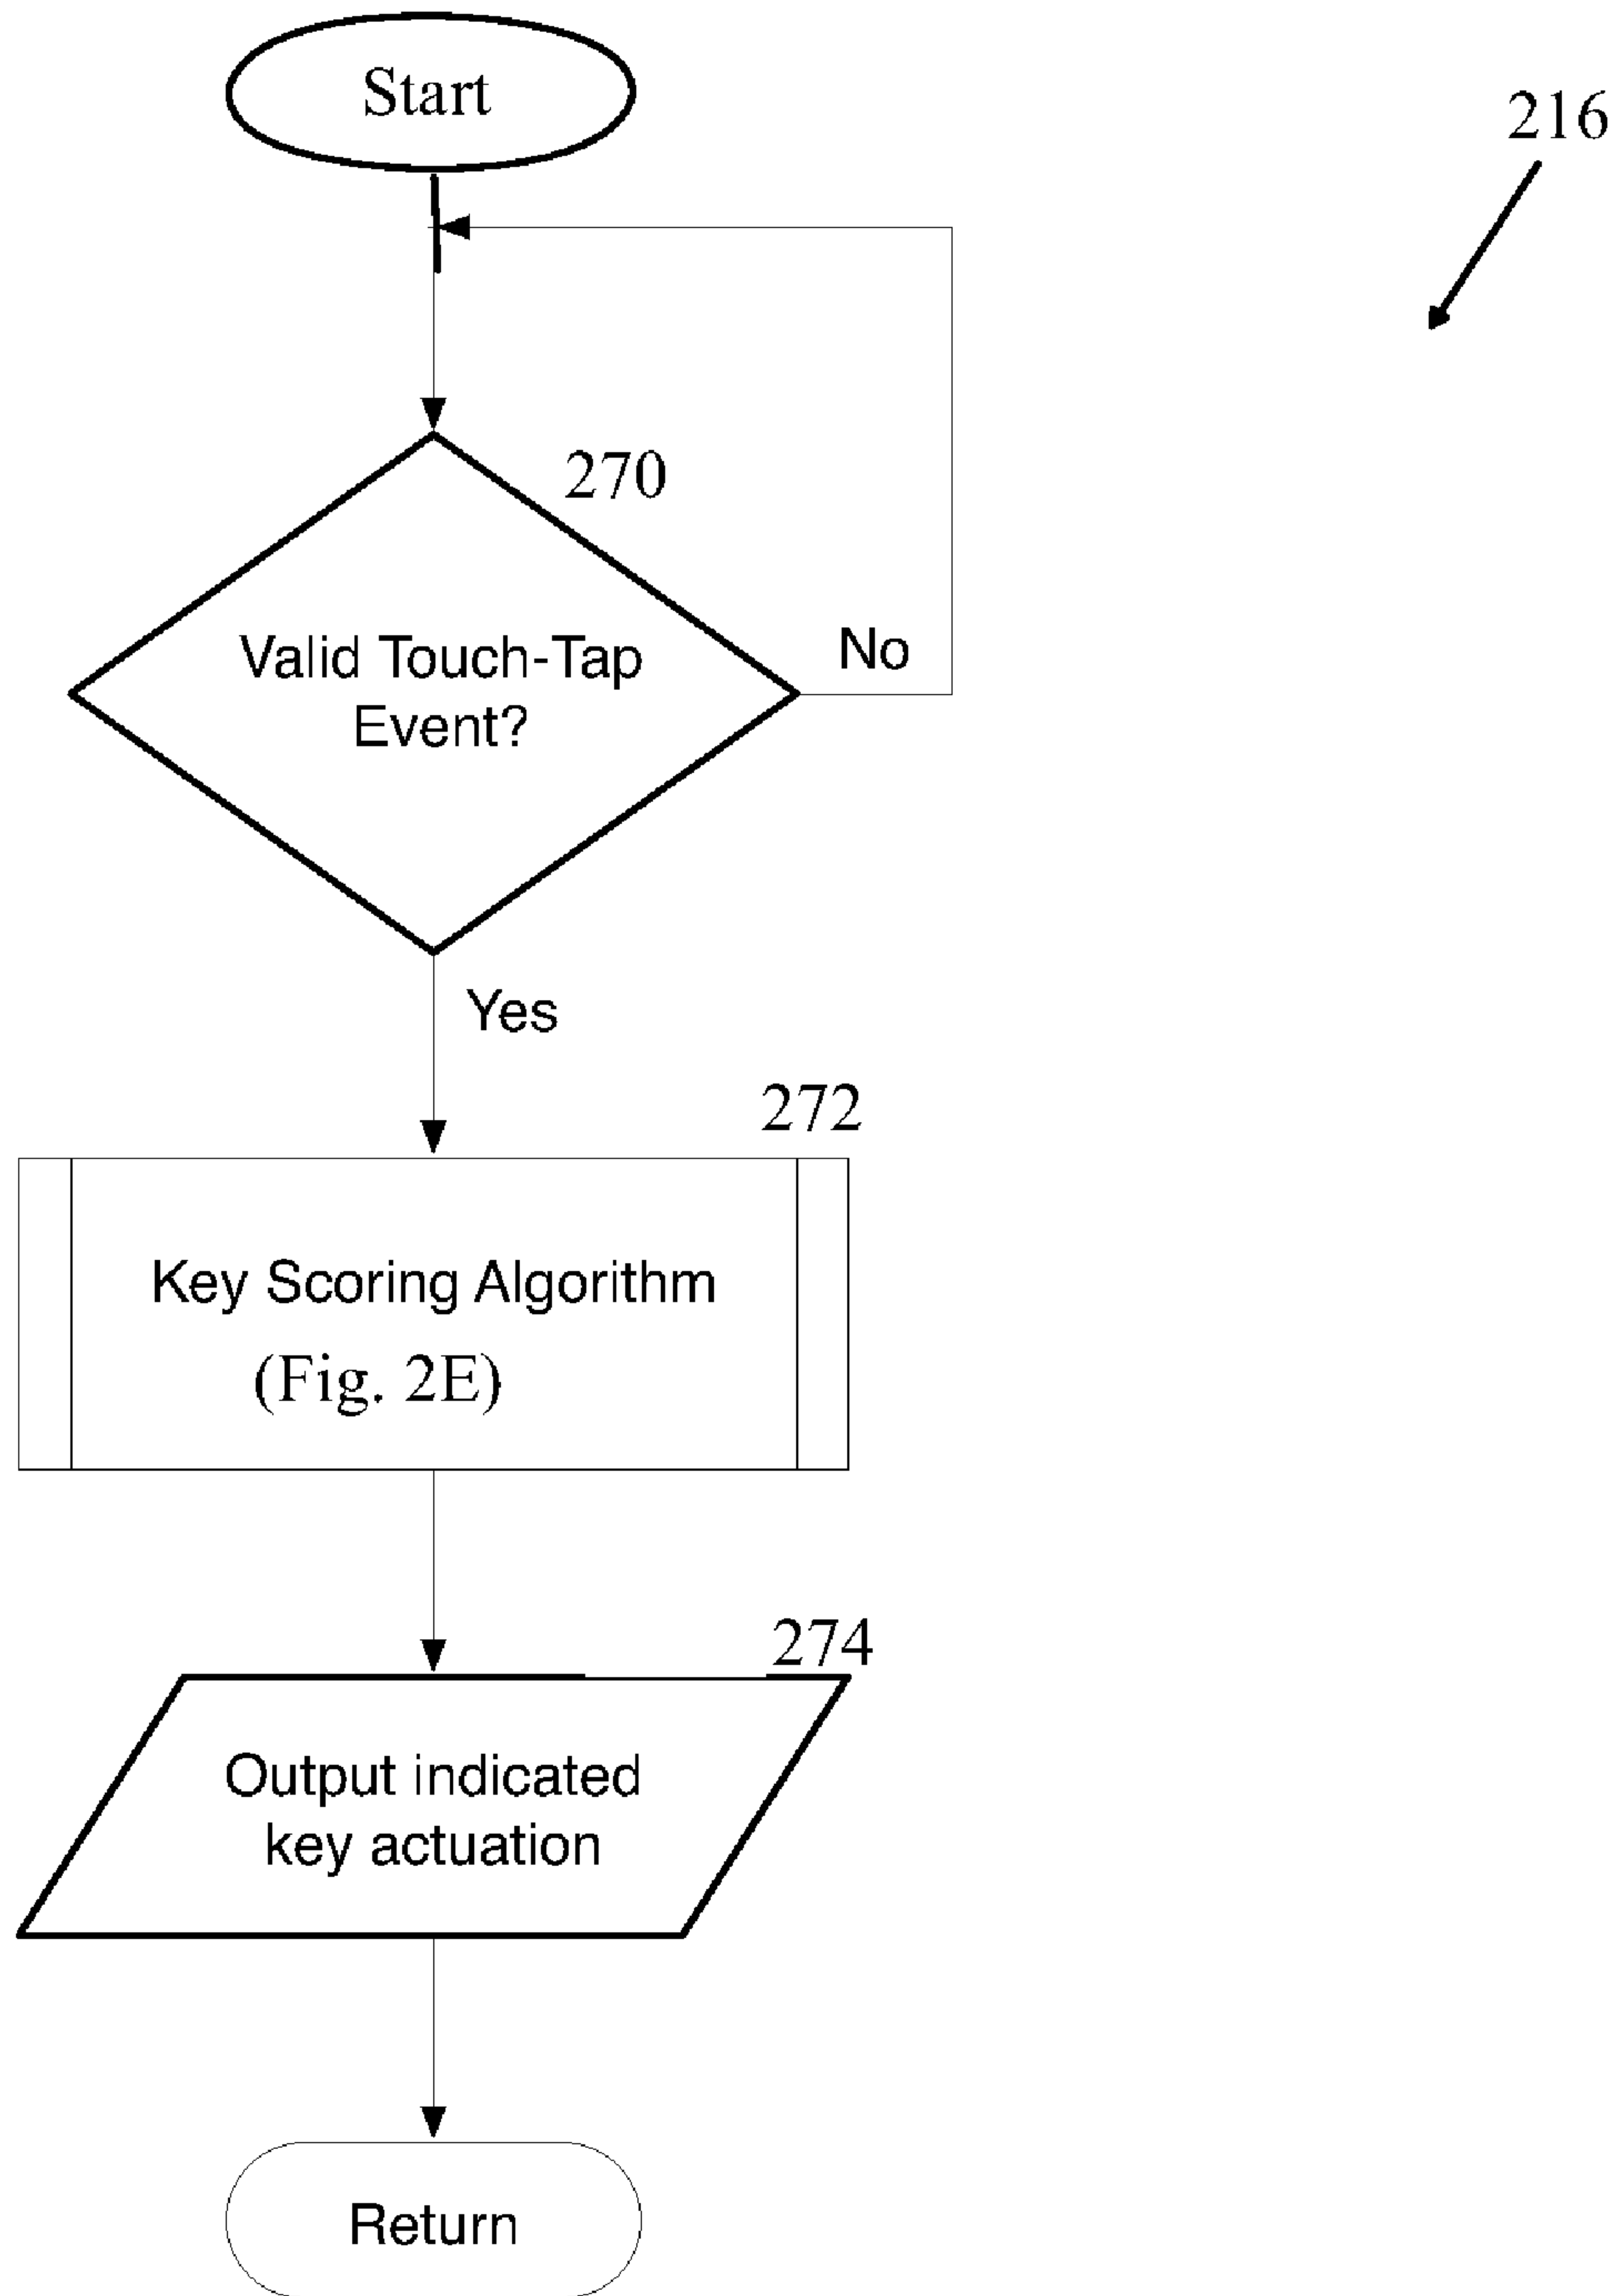 Start
216
270
Valid Touch-Tap
Event?
No
Yes
272
Key Scoring Algorithm
(Fig. 2E)
274
Output indicated
key actuation
Return